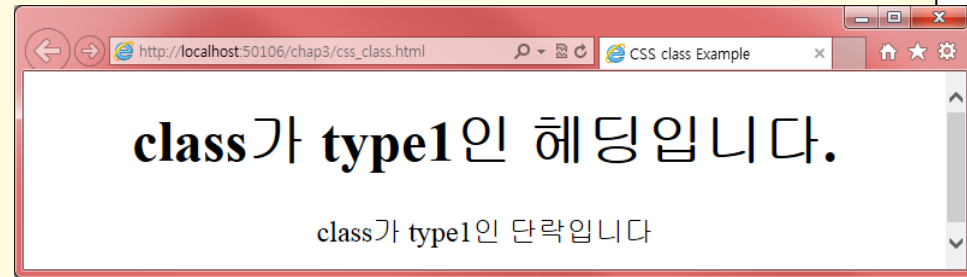 http://localhost:50106/chap3/css_class.html
CSS class Example
class가 type1인 헤딩입니다.
class가 type1인 단락입니다